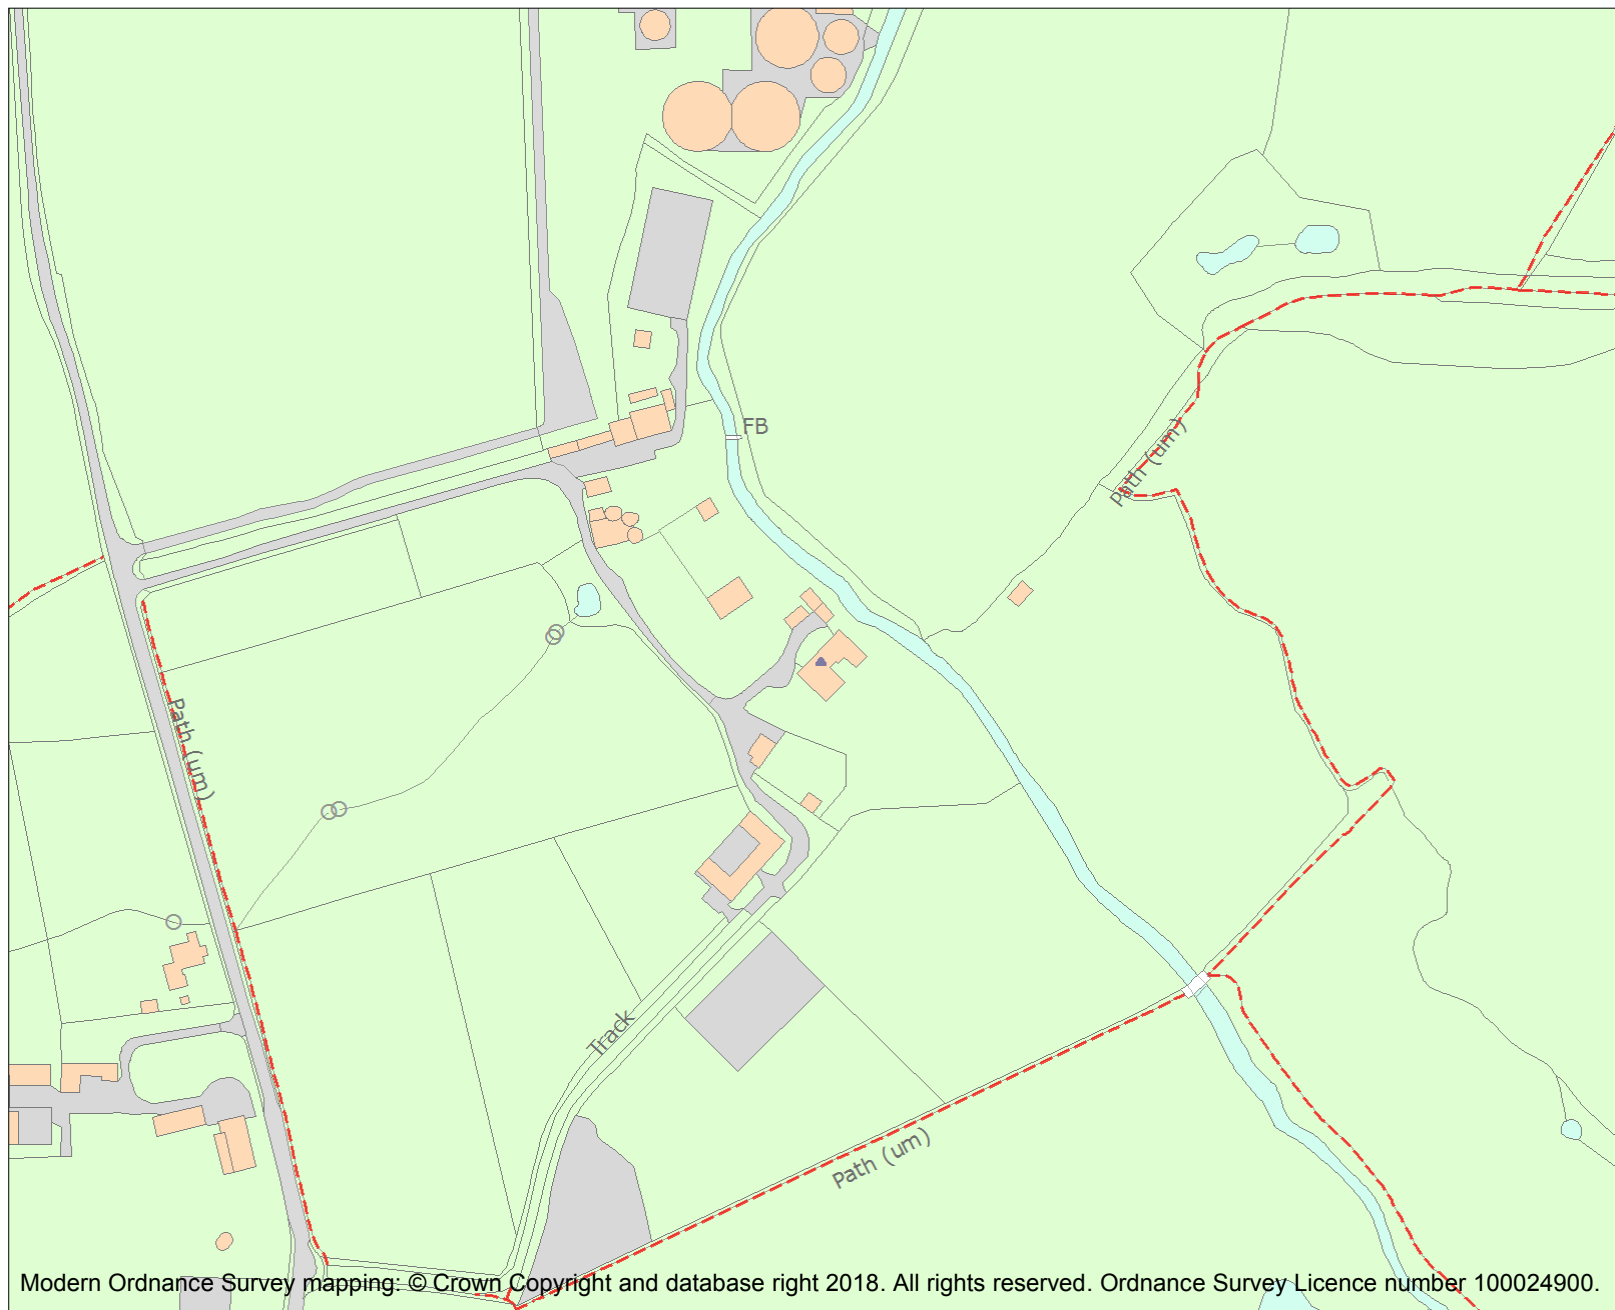 FB
Path (um)
Path (um)
Track
Path (um)
Modern Ordnance Survey mapping: © Crown Copyright and database right 2018. All rights reserved. Ordnance Survey Licence number 100024900.